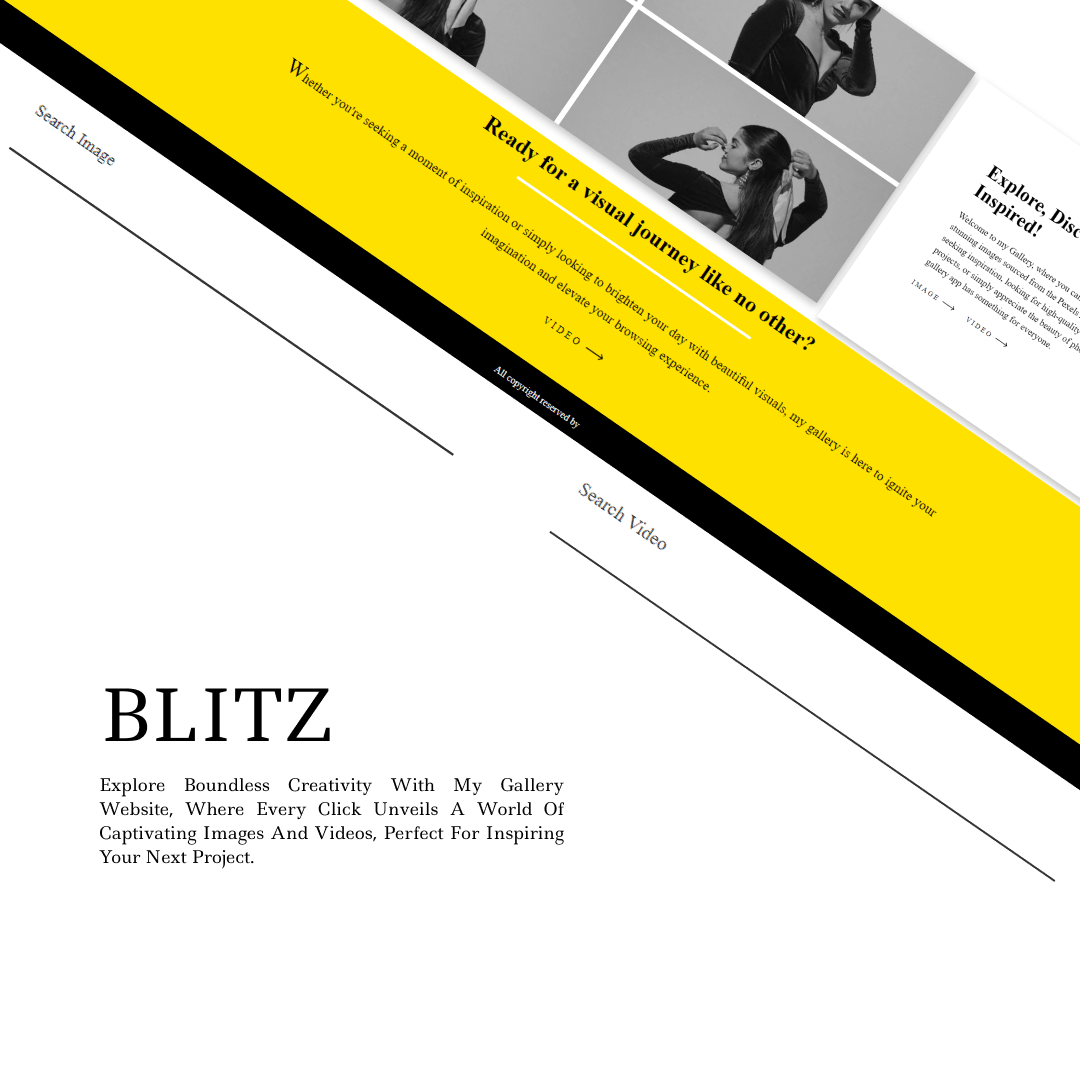 Explore, Disc
Inspired!
Welcome to my Gallery, where you ca
stunning images sourced from the Pexels
seeking inspiration, looking for high-quality
projects, or simply appreciate the beauty of ph
gallery app has something for everyone.
IMAGE
VIDEO
Ready for a visual journey like no other?
Whether you're seeking a moment of inspiration or simply looking to brighten your day with beautiful visuals, my gallery is here to ignite your
imagination and elevate your browsing experience.
VIDEO
All copyright reserved by
Search Image
Search Video
BLITZ
Explore Boundless Creativity With My Gallery
Website, Where Every Click Unveils A World Of
Captivating Images And Videos, Perfect For Inspiring
Your Next Project.